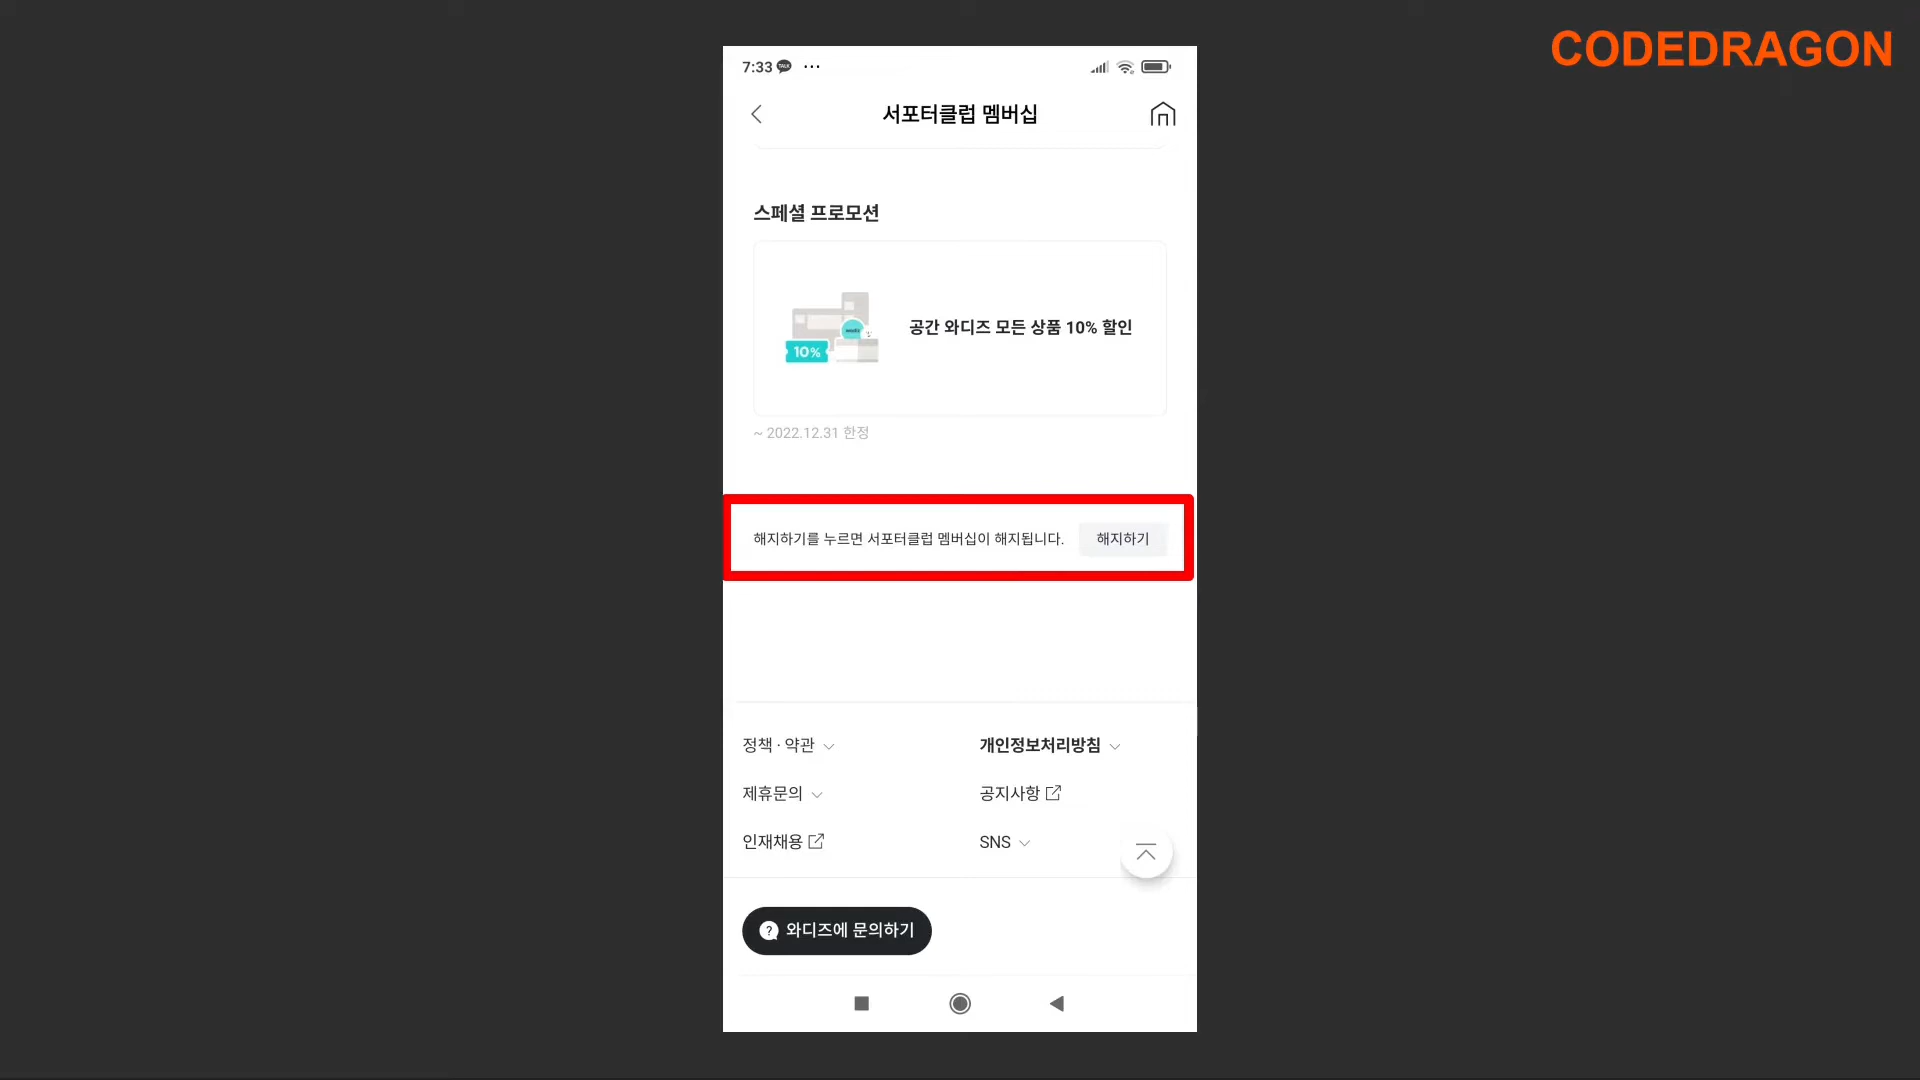 CODEDRAGON
7:33 TALK ...
서포터클럽 멤버십
스페셜 프로모션
공간 와디즈 모든 상품 10% 할인
10%
~ 2022.12.31 한정
해지하기를 누르면 서포터클럽 멤버십이 해지됩니다. 해지하기
정책 · 약관 개인정보처리방침
제휴문의 공지사항
인재채용 SNS
? 와디즈에 문의하기